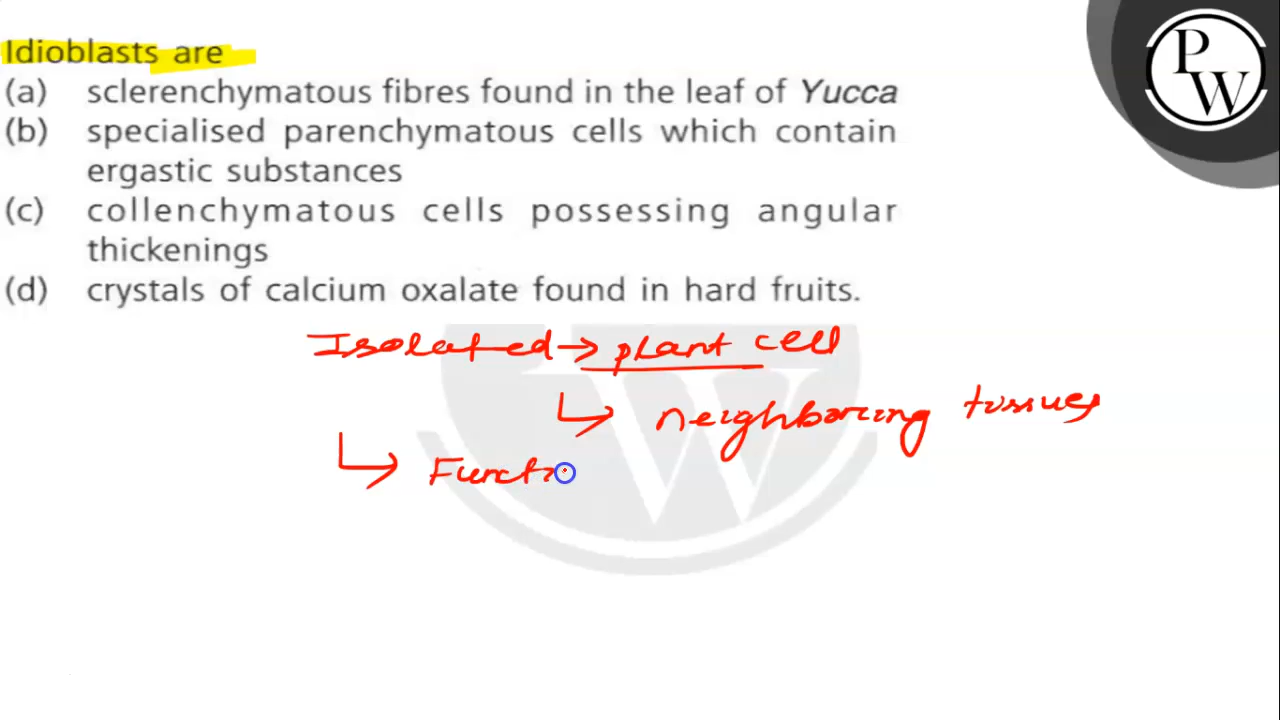 Idioblasts are
(a) sclerenchymatous fibres found in the leaf of Yucca
(b) specialised parenchymatous cells which contain
ergastic substances
(c) collenchymatous cells possessing angular
thickenings
(d) crystals of calcium oxalate found in hard fruits.
P
W
Isolated → plant cell
neighboring tissues
Funct